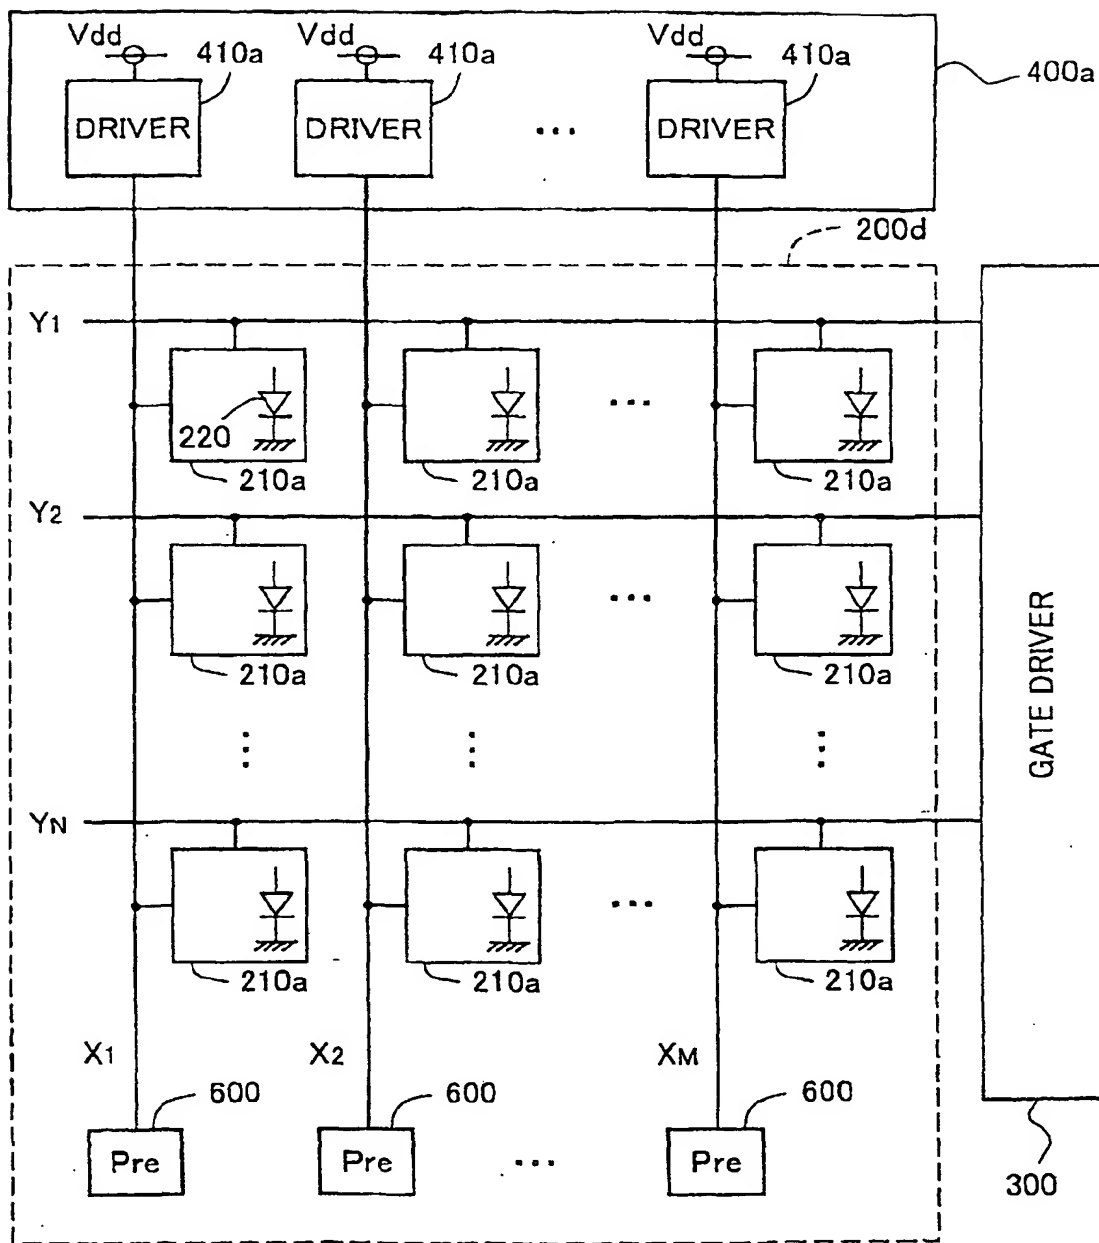 Vdd Vdd Vdd
410a 410a 410a
400a
DRIVER DRIVER ... DRIVER
200d
Y1
...
220
210a 210a 210a
Y2
...
210a 210a 210a
GATE DRIVER
YN
...
210a 210a 210a
X1 X2 XM
600 600 600
Pre Pre ... Pre
300